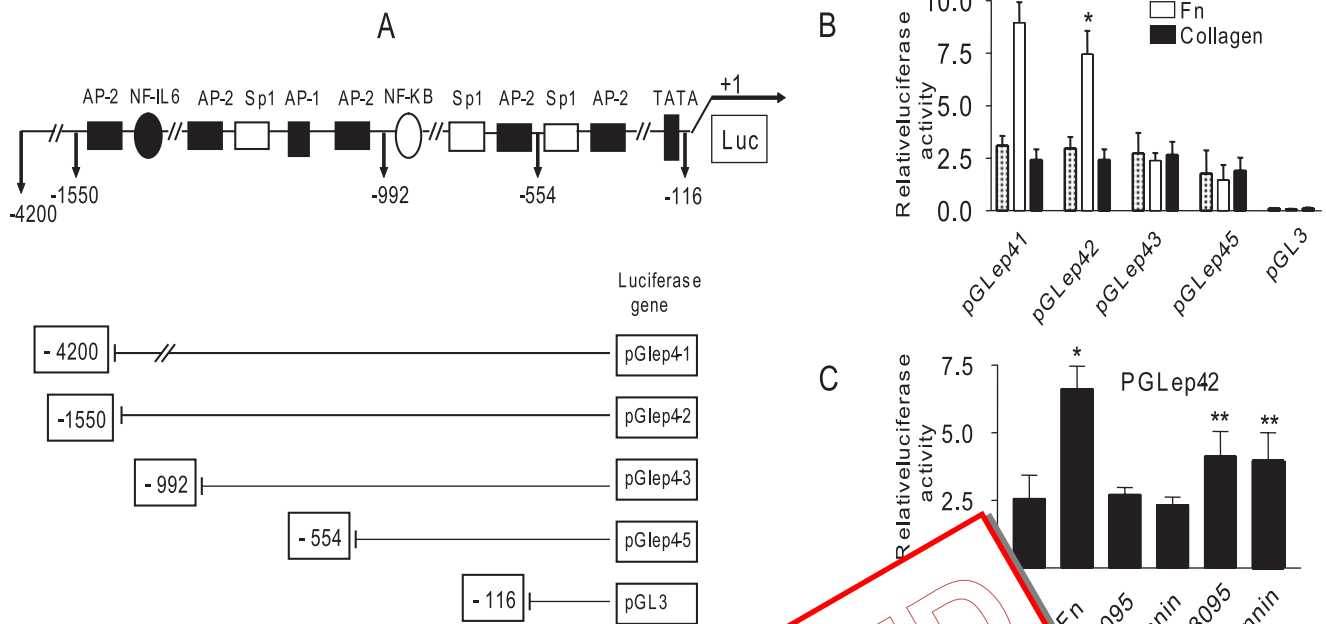 A
AP-2 NF-IL6 AP-2 Sp1 AP-1 AP-2 NF-KB Sp1 AP-2 Sp1 AP-2 TATA +1
Luc
-4200 -1550 -992 -554 -116
Luciferase
gene
- 4200 pGlep4-1
-1550 pGlep4-2
- 992 pGlep4-3
- 554 pGlep4-5
- 116 pGL3
B
Relativeluciferase
activity
10.0
7.5
5.0
2.5
0.0
*
Fn
Collagen
pGLep41 pGLep42 pGLep43 pGLep45 pGL3
C
Relativeluciferase
activity
7.5
5.0
2.5
PGLep42
* ** **
Fn